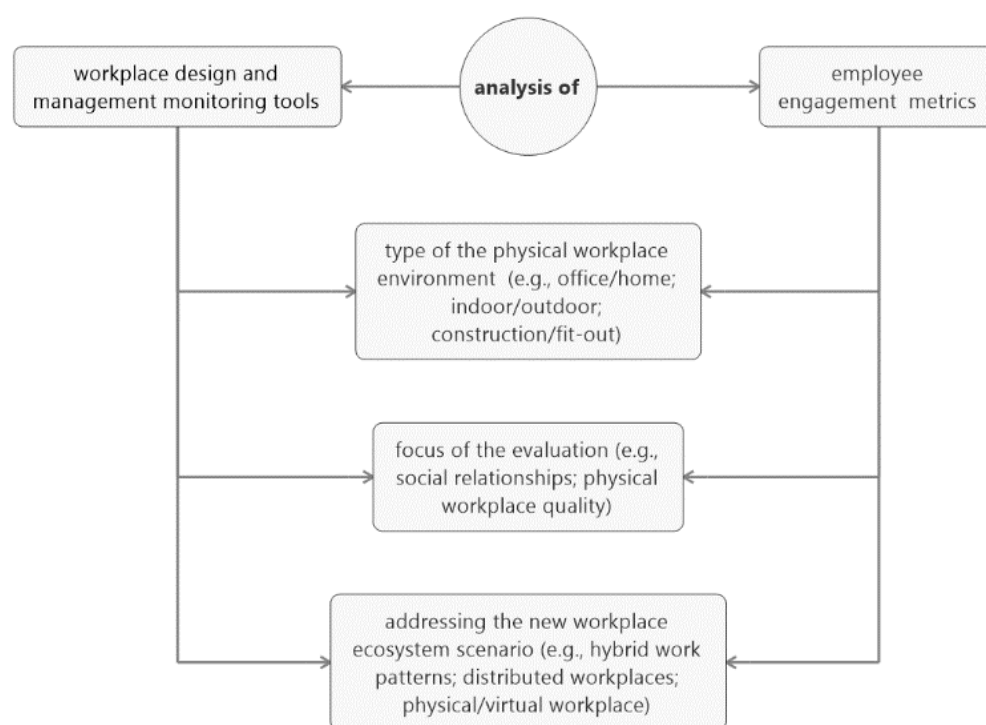 workplace design and
management monitoring tools
analysis of
employee
engagement metrics
type of the physical workplace
environment (e.g., office/home;
indoor/outdoor;
construction/fit-out)
focus of the evaluation (e.g.,
social relationships; physical
workplace quality)
addressing the new workplace
ecosystem scenario (e.g., hybrid work
patterns; distributed workplaces;
physical/virtual workplace)